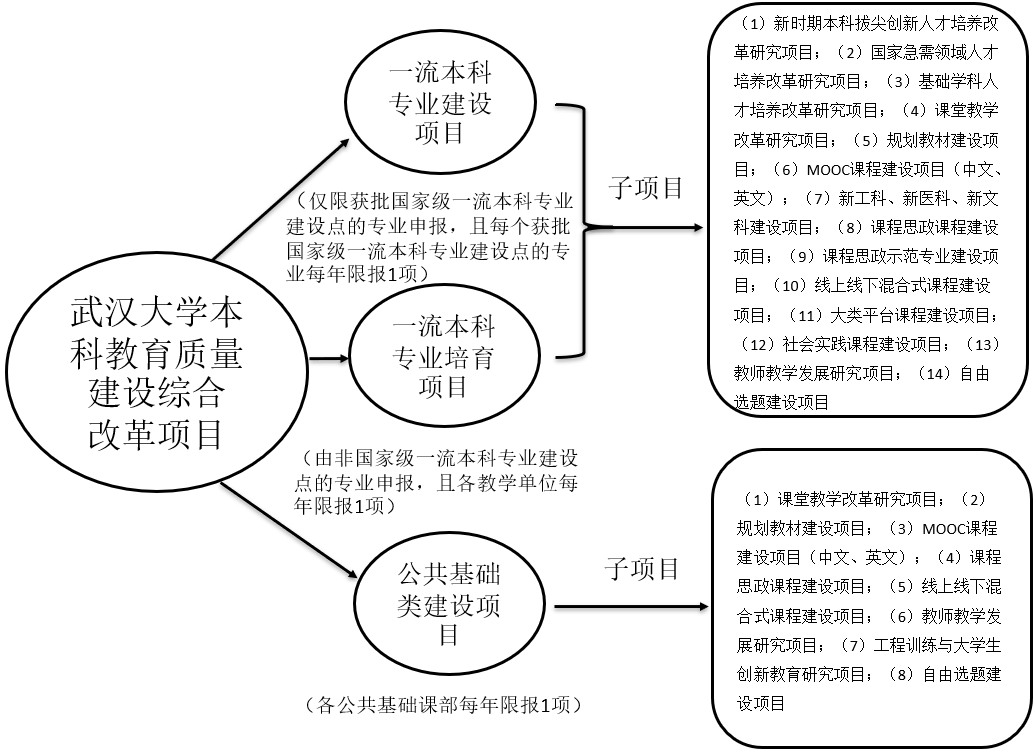 武汉大学本
科教育质量
建设综合
改革项目
一流本科
专业建设
项目
（仅限获批国家级一流本科专业
建设点的专业申报，且每个获批
国家级一流本科专业建设点的专
业每年限报1项）
一流本科
专业培育
项目
（由非国家级一流本科专业建设
点的专业申报，且各教学单位每
年限报1项）
公共基础
类建设项
目
（各公共基础课部每年限报1项）
子项目
（1）新时期本科拔尖创新人才培养改
革研究项目；（2）国家急需领域人才
培养改革研究项目；（3）基础学科人
才培养改革研究项目；（4）课堂教学
改革研究项目；（5）规划教材建设项
目；（6）MOOC课程建设项目（中文、
英文）；（7）新工科、新医科、新文
科建设项目；（8）课程思政课程建设
项目；（9）课程思政示范专业建设项
目；（10）线上线下混合式课程建设
项目；（11）大类平台课程建设项目；
（12）社会实践课程建设项目；（13）
教师教学发展研究项目；（14）自由
选题建设项目
子项目
（1）课堂教学改革研究项目；（2）
规划教材建设项目；（3）MOOC课程
建设项目（中文、英文）；（4）课程
思政课程建设项目；（5）线上线下混
合式课程建设项目；（6）教师教学发
展研究项目；（7）工程训练与大学生
创新教育研究项目；（8）自由选题建
设项目